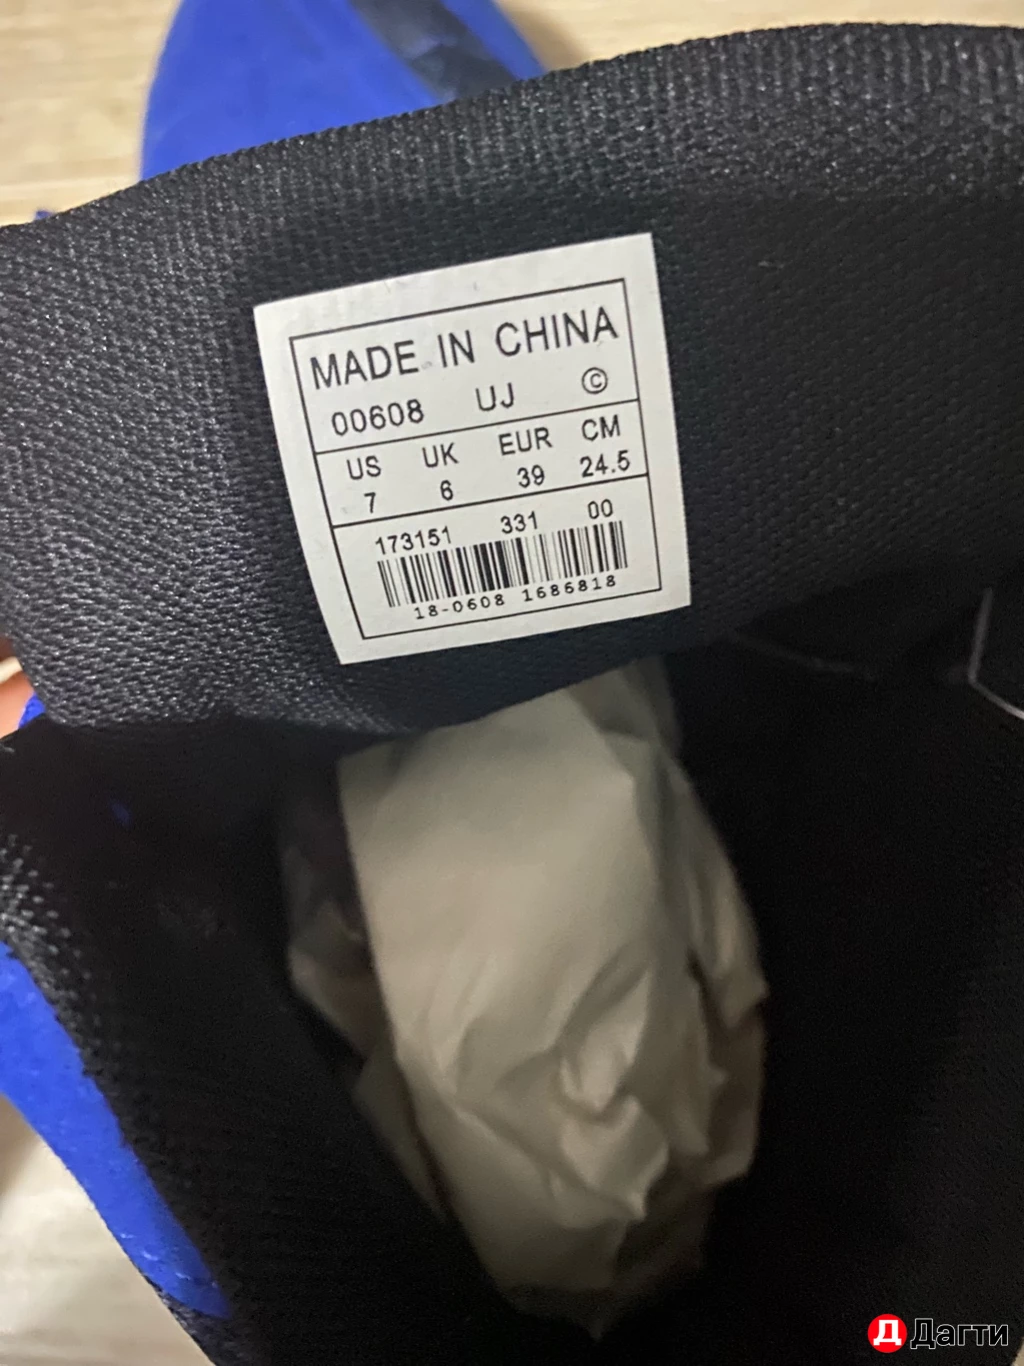 MADE IN CHINA
00608 UJ ©
US UK EUR CM
7 6 39 24.5
173151 331 00
18-0608 1686818
Д Дагти